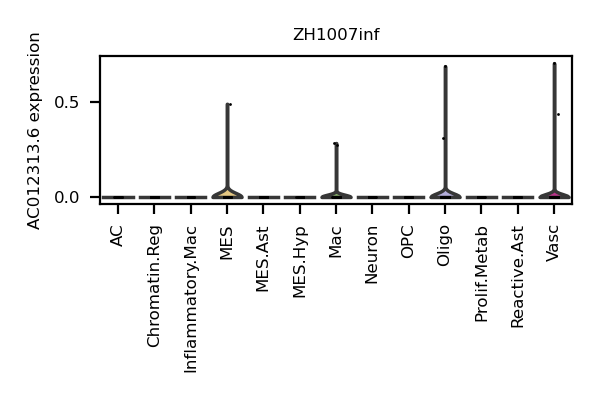 ZH1007inf
AC012313.6 expression
0.5
0.0
AC
Chromatin.Reg
Inflammatory.Mac
MES
MES.Ast
MES.Hyp
Mac
Neuron
OPC
Oligo
Prolif.Metab
Reactive.Ast
Vasc